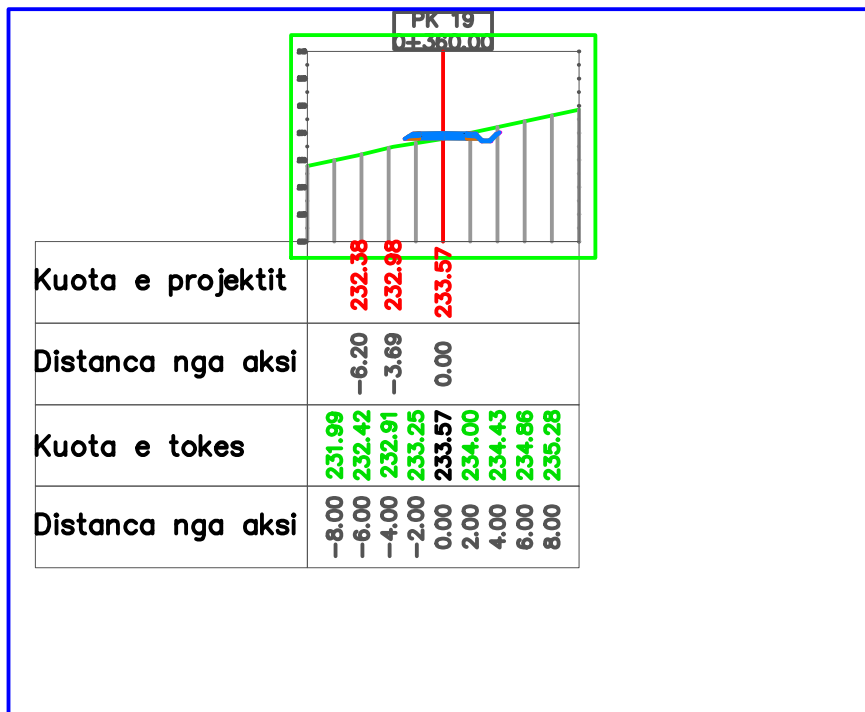 PK 19
0+360.00
Kuota e projektit 232.38 232.98 233.57
Distanca nga aksi -6.20 -3.69 0.00
Kuota e tokes 231.99 232.42 232.91 233.25 233.57 234.00 234.43 234.86 235.28
Distanca nga aksi -8.00 -6.00 -4.00 -2.00 0.00 2.00 4.00 6.00 8.00